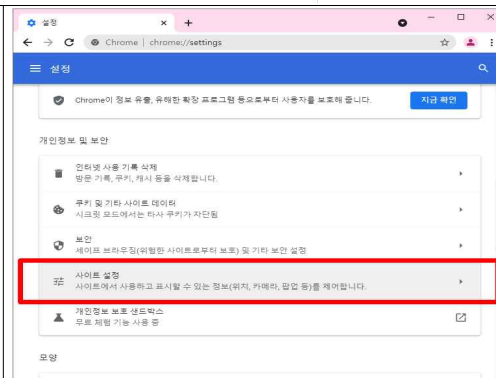 설정
Chrome | chrome://settings
설정
Chrome이 정보 유출, 유해한 확장 프로그램 등으로부터 사용자를 보호해 줍니다.
지금 확인
개인정보 및 보안
인터넷 사용 기록 삭제
방문 기록, 쿠키, 캐시 등을 삭제합니다.
쿠키 및 기타 사이트 데이터
시크릿 모드에서는 타사 쿠키가 차단됨
보안
세이프 브라우징(위험한 사이트로부터 보호) 및 기타 보안 설정
사이트 설정
사이트에서 사용하고 표시할 수 있는 정보(위치, 카메라, 팝업 등)를 제어합니다.
개인정보 보호 샌드박스
무료 체험 기능 사용 중
모양